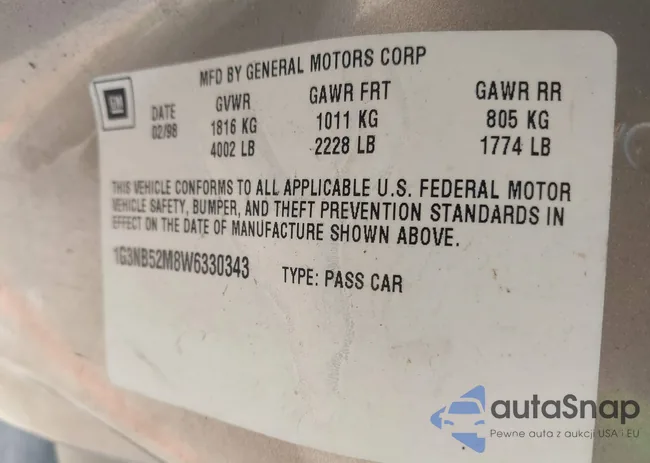 MFD BY GENERAL MOTORS CORP
GM DATE GVWR GAWR FRT GAWR RR
02/98 1816 KG 1011 KG 805 KG
4002 LB 2228 LB 1774 LB
THIS VEHICLE CONFORMS TO ALL APPLICABLE U.S. FEDERAL MOTOR
VEHICLE SAFETY, BUMPER, AND THEFT PREVENTION STANDARDS IN
EFFECT ON THE DATE OF MANUFACTURE SHOWN ABOVE.
1G3NB52M8W6330343 TYPE: PASS CAR
autaSnap
Pewne auta z aukcji USA i EU